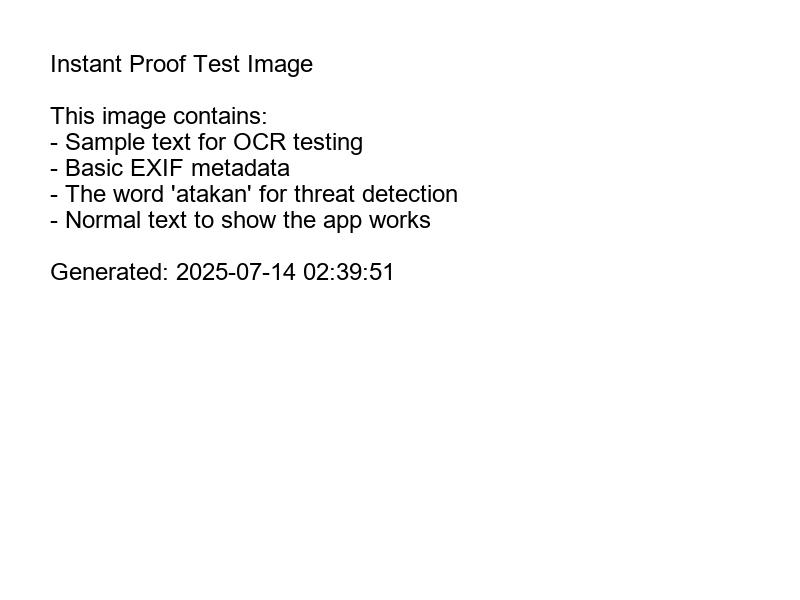 Instant Proof Test Image
This image contains:
- Sample text for OCR testing
- Basic EXIF metadata
- The word 'atakan' for threat detection
- Normal text to show the app works
Generated: 2025-07-14 02:39:51